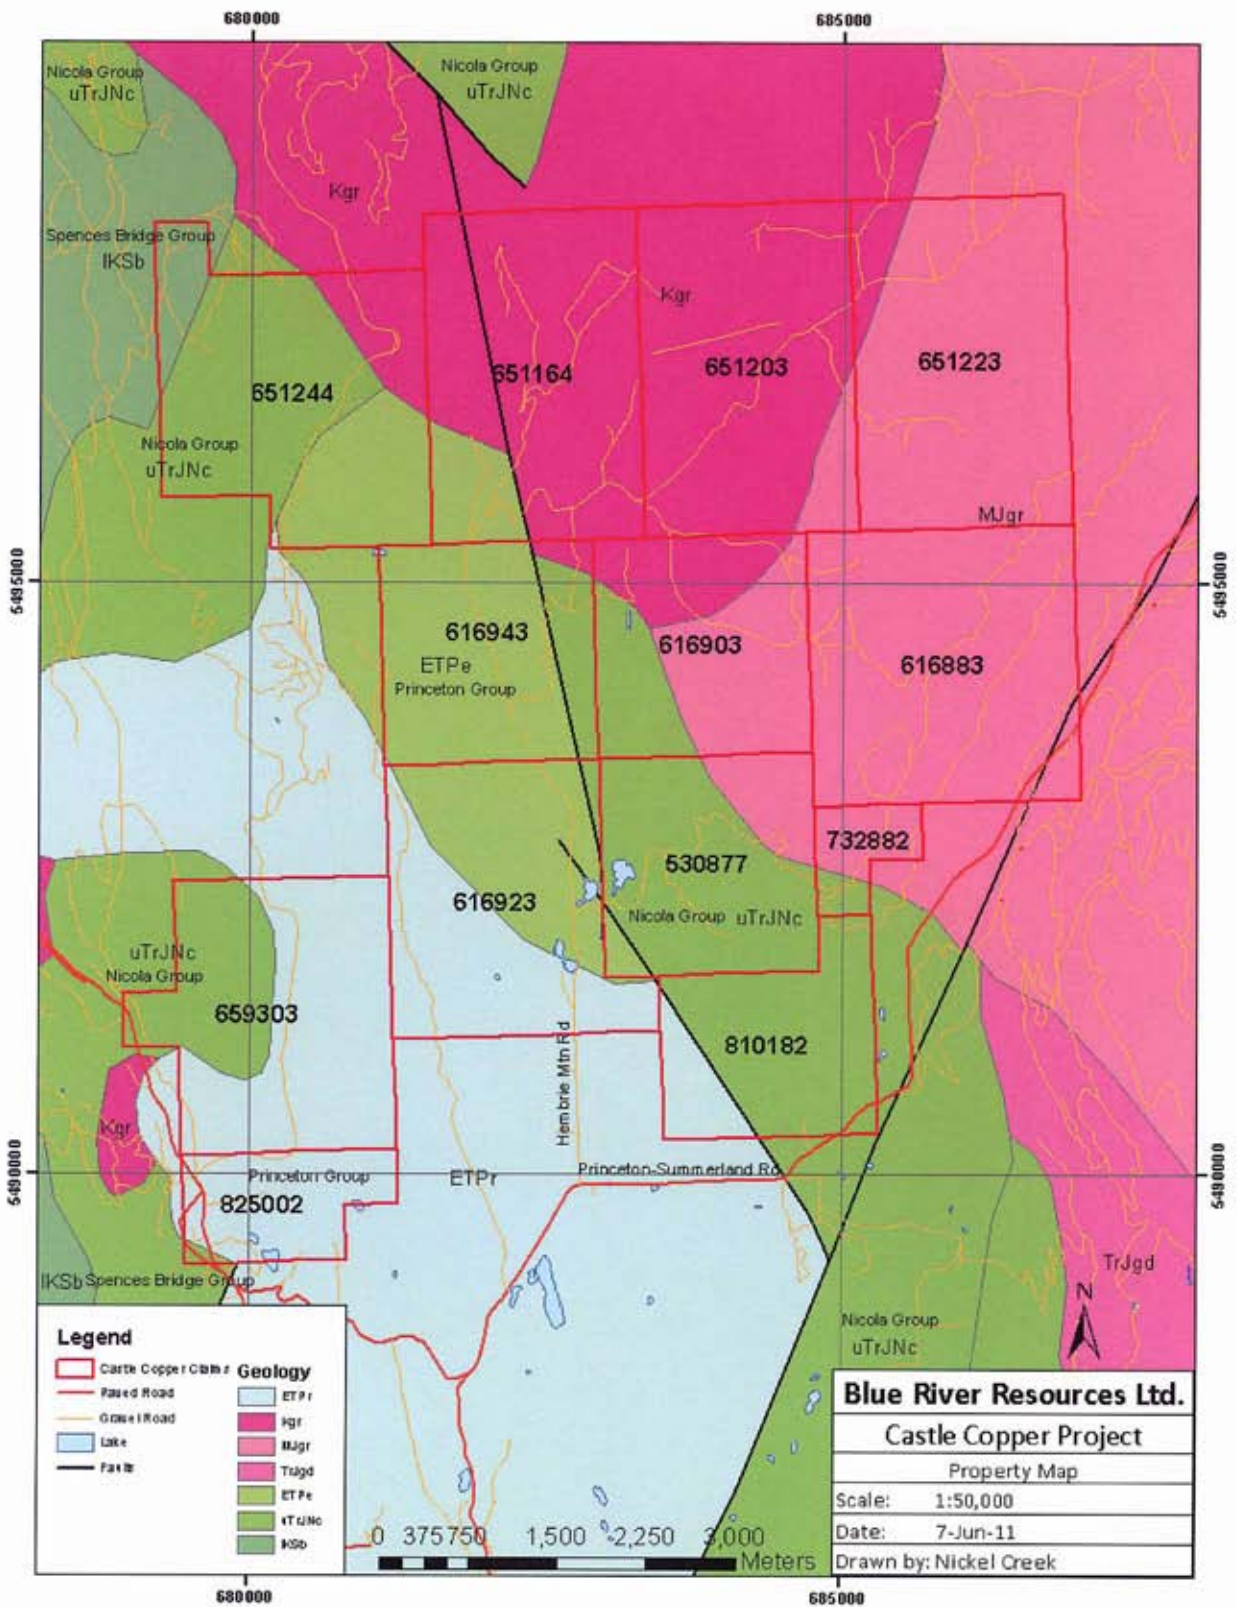 680000
685000
Nicola Group
uTrJNc
Nicola Group
uTrJNc
Kgr
Spences Bridge Group
IKSb
Kgr
651244
651164
651203
651223
Nicola Group
uTrJNc
MJgr
5495000
5495000
616943
616903
616883
ETPe
Princeton Group
732882
530877
616923
Nicola Group uTrJNc
uTrJNc
Nicola Group
659303
810182
Hembrie Mtn Rd
Kgr
Princeton Group
ETPr
Princeton-Summerland Rd
5490000
5490000
825002
TrJgd
IKSb Spences Bridge Group
N
Nicola Group
uTrJNc
Legend
Castle Copper Claims
Paved Road
Gravel Road
Lake
Faults
Geology
ETPr
Kgr
MJgr
TrJgd
ETPe
uTrJNc
IKSb
Blue River Resources Ltd.
Castle Copper Project
Property Map
Scale: 1:50,000
Date: 7-Jun-11
Drawn by: Nickel Creek
0 375 750 1,500 2,250 3,000
Meters
680000
685000